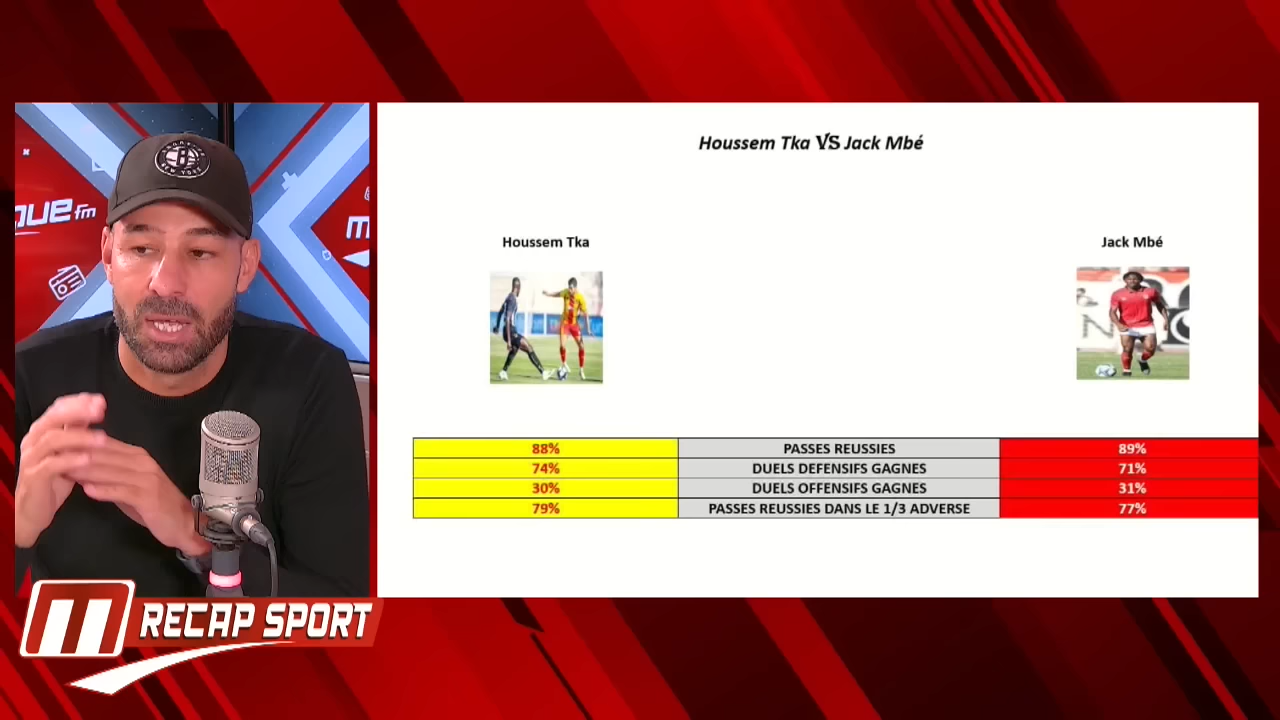 Houssem Tka VS Jack Mbé
Houssem Tka
Jack Mbé
88% PASSES REUSSIES 89%
74% DUELS DEFENSIFS GAGNES 71%
30% DUELS OFFENSIFS GAGNES 31%
79% PASSES REUSSIES DANS LE 1/3 ADVERSE 77%
fm
RECAP SPORT